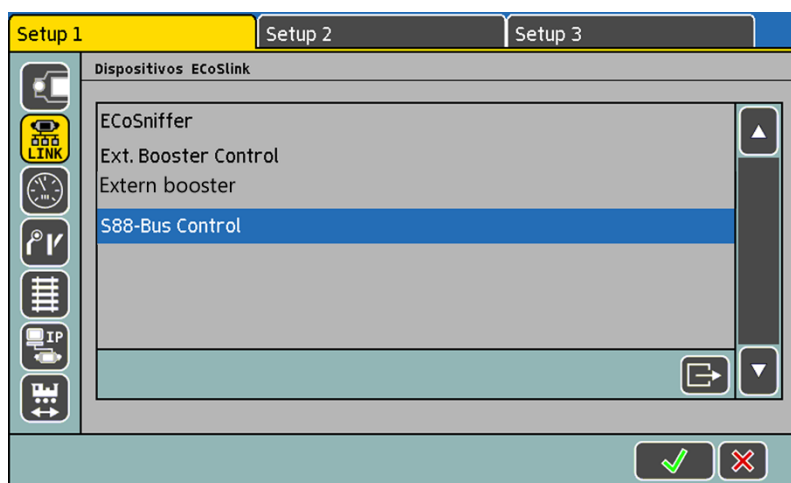 Setup 1
Setup 2
Setup 3
Dispositivos ECoSlink
ECoSniffer
Ext. Booster Control
Extern booster
S88-Bus Control
LINK
IP